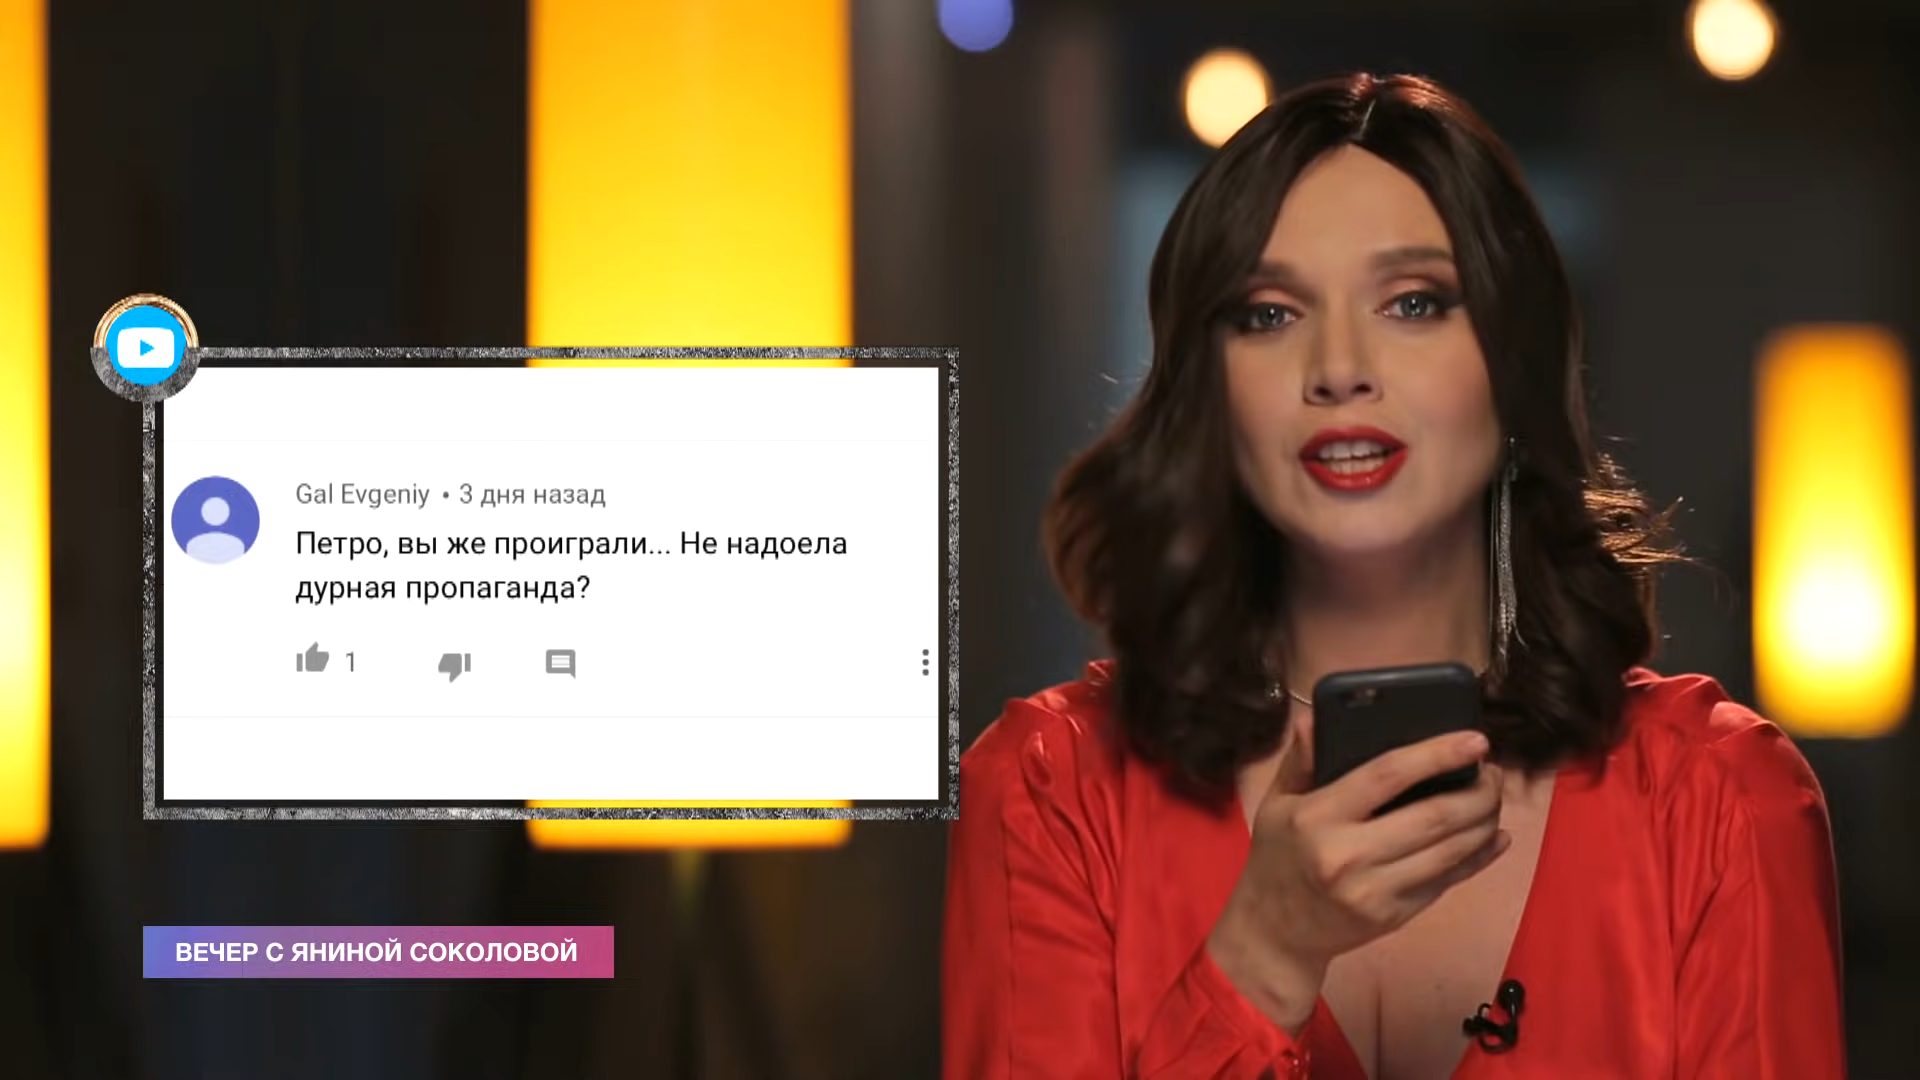 Gal Evgeniy • 3 дня назад
Петро, вы же проиграли... Не надоела
дурная пропаганда?
1
ВЕЧЕР С ЯНИНОЙ СОКОЛОВОЙ